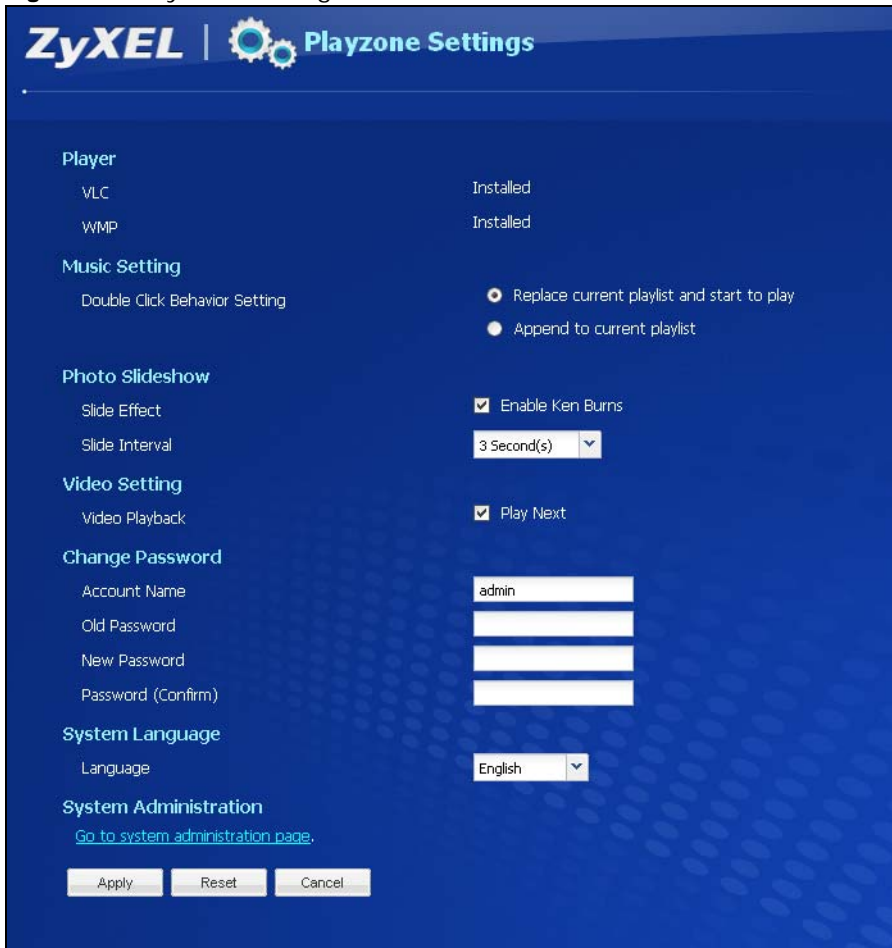 ZyXEL | Playzone Settings
Player
VLC Installed
WMP Installed
Music Setting
Double Click Behavior Setting Replace current playlist and start to play
Append to current playlist
Photo Slideshow
Slide Effect Enable Ken Burns
Slide Interval 3 Second(s)
Video Setting
Video Playback Play Next
Change Password
Account Name admin
Old Password
New Password
Password (Confirm)
System Language
Language English
System Administration
Go to system administration page.
Apply Reset Cancel